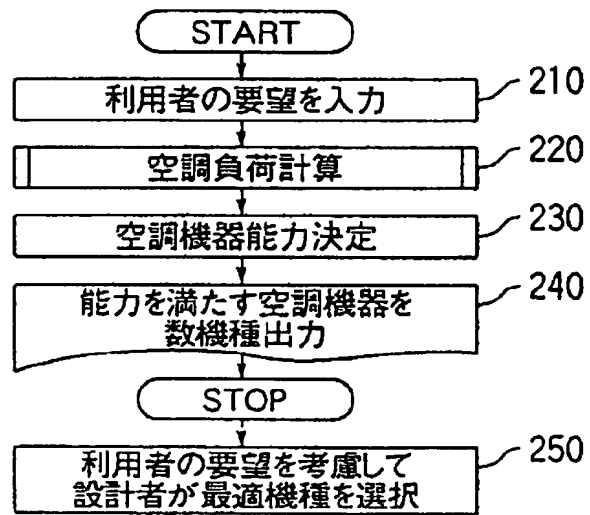 START
利用者の要望を入力
210
空調負荷計算
220
空調機器能力決定
230
能力を満たす空調機器を
数機種出力
240
STOP
利用者の要望を考慮して
設計者が最適機種を選択
250